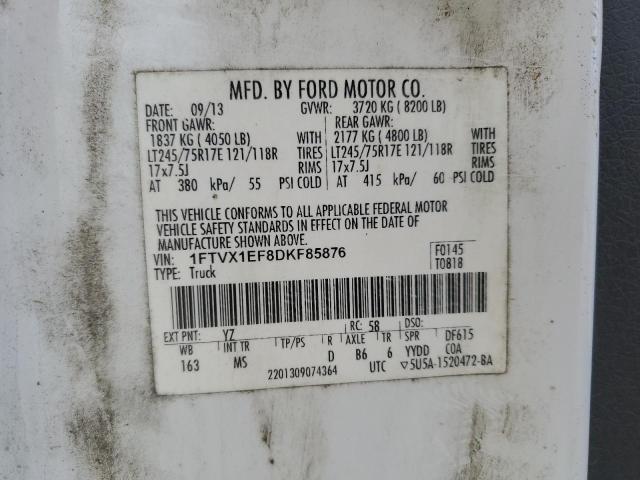 MFD. BY FORD MOTOR CO.
DATE: 09/13 GVWR: 3720 KG ( 8200 LB)
FRONT GAWR: REAR GAWR:
1837 KG ( 4050 LB) WITH 2177 KG ( 4800 LB) WITH
LT245/75R17E 121/118R TIRES LT245/75R17E 121/118R TIRES
17x7.5J RIMS 17x7.5J RIMS
AT 380 kPa/ 55 PSI COLD AT 415 kPa/ 60 PSI COLD
THIS VEHICLE CONFORMS TO ALL APPLICABLE FEDERAL MOTOR
VEHICLE SAFETY STANDARDS IN EFFECT ON THE DATE OF
MANUFACTURE SHOWN ABOVE.
VIN: 1FTVX1EF8DKF85876 F0145
TYPE: Truck T0818
EXT PNT: YZ RC: 58 DSO:
WB INT TR TP/PS R AXLE TR SPR DF615
163 MS D B6 6 YYDD COA
2201309074364 UTC ▽5U5A-1520472-BA